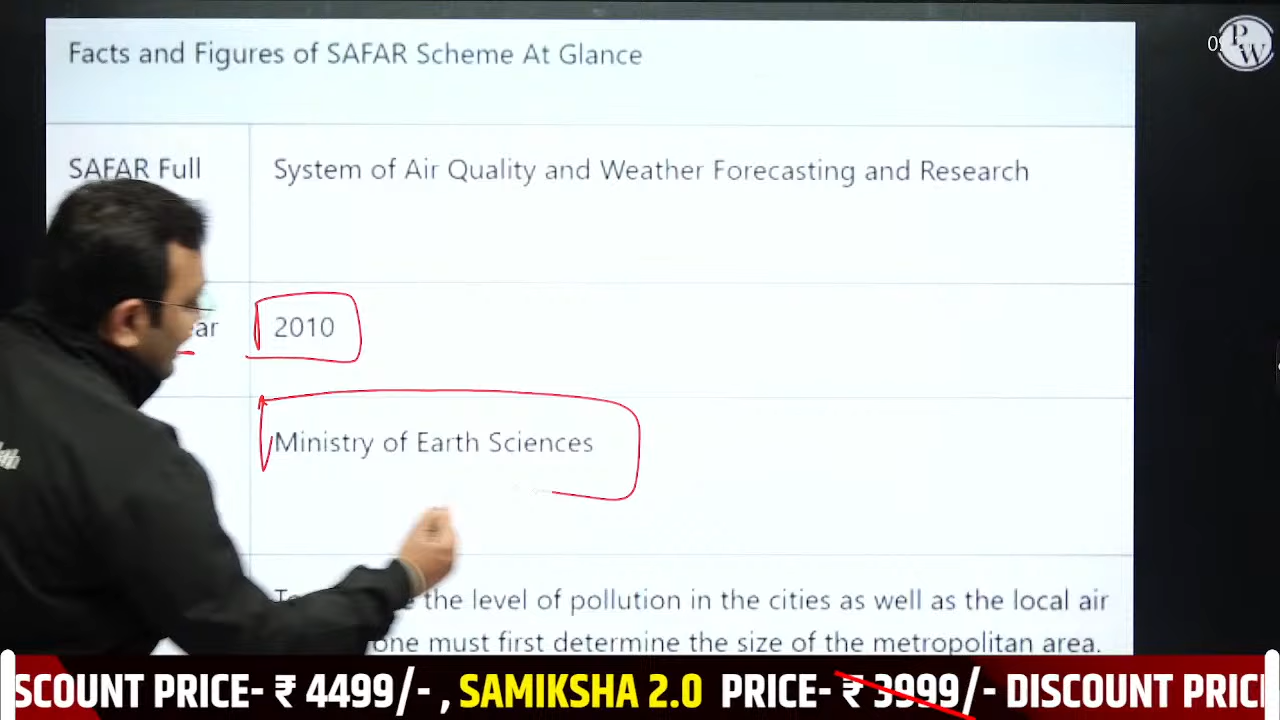 Facts and Figures of SAFAR Scheme At Glance
PW
SAFAR Full
System of Air Quality and Weather Forecasting and Research
ar
2010
Ministry of Earth Sciences
the level of pollution in the cities as well as the local air
one must first determine the size of the metropolitan area.
SCOUNT PRICE- ₹ 4499/- , SAMIKSHA 2.0 PRICE- ₹ 3999/- DISCOUNT PRIC